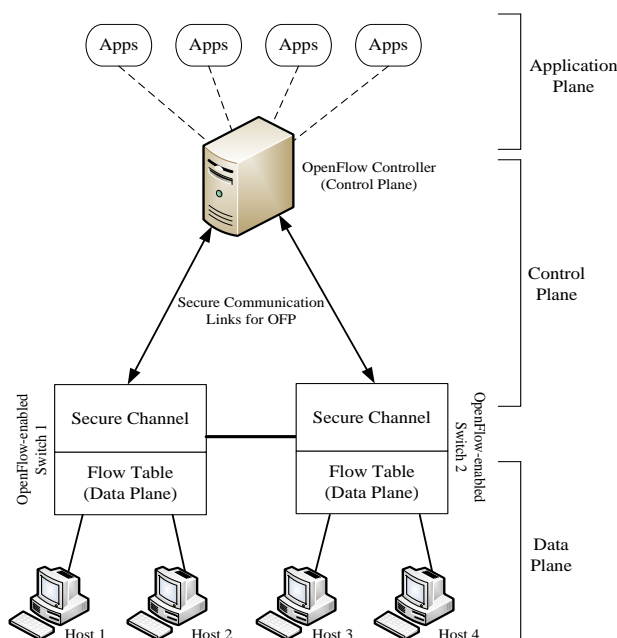 Apps
Apps
Apps
Apps
Application
Plane
OpenFlow Controller
(Control Plane)
Control
Plane
Secure Communication
Links for OFP
OpenFlow-enabled
Switch 1
Secure Channel
Flow Table
(Data Plane)
Secure Channel
Flow Table
(Data Plane)
OpenFlow-enabled
Switch 2
Data
Plane
Host 1
Host 2
Host 3
Host 4